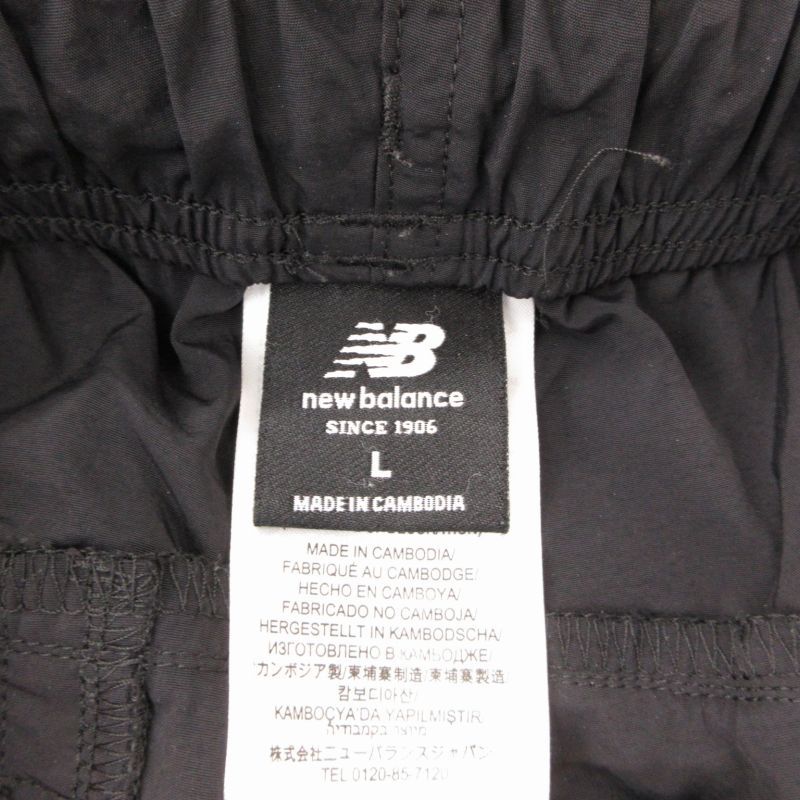 NB
new balance
SINCE 1906
L
MADE IN CAMBODIA
MADE IN CAMBODIA/
FABRIQUÉ AU CAMBODGE/
HECHO EN CAMBOYA/
FABRICADO NO CAMBOJA/
HERGESTELLT IN KAMBODSCHA/
ИЗГОТОВЛЕНО В КАМБОДЖЕ/
カンボジア製/柬埔寨制造/柬埔寨製造/
캄보디아산/
KAMBOÇYA'DA YAPILMIŞTIR
מיוצר בקמבודיה
株式会社ニューバランスジャパン
TEL 0120-85-7120